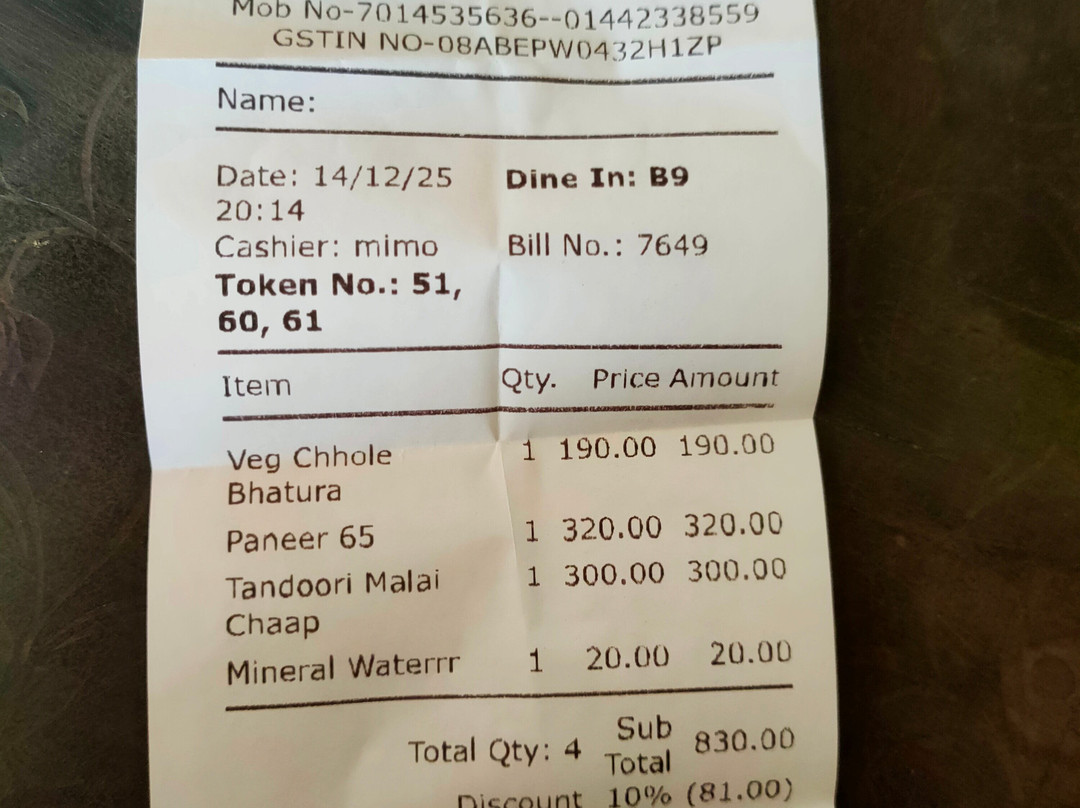 Mob No-7014535636--01442338559
GSTIN NO-08ABEPW0432H1ZP
Name:
Date: 14/12/25 Dine In: B9
20:14
Cashier: mimo Bill No.: 7649
Token No.: 51,
60, 61
Item Qty. Price Amount
Veg Chhole 1 190.00 190.00
Bhatura
Paneer 65 1 320.00 320.00
Tandoori Malai 1 300.00 300.00
Chaap
Mineral Waterrr 1 20.00 20.00
Total Qty: 4 Sub 830.00
Total
Discount 10% (81.00)